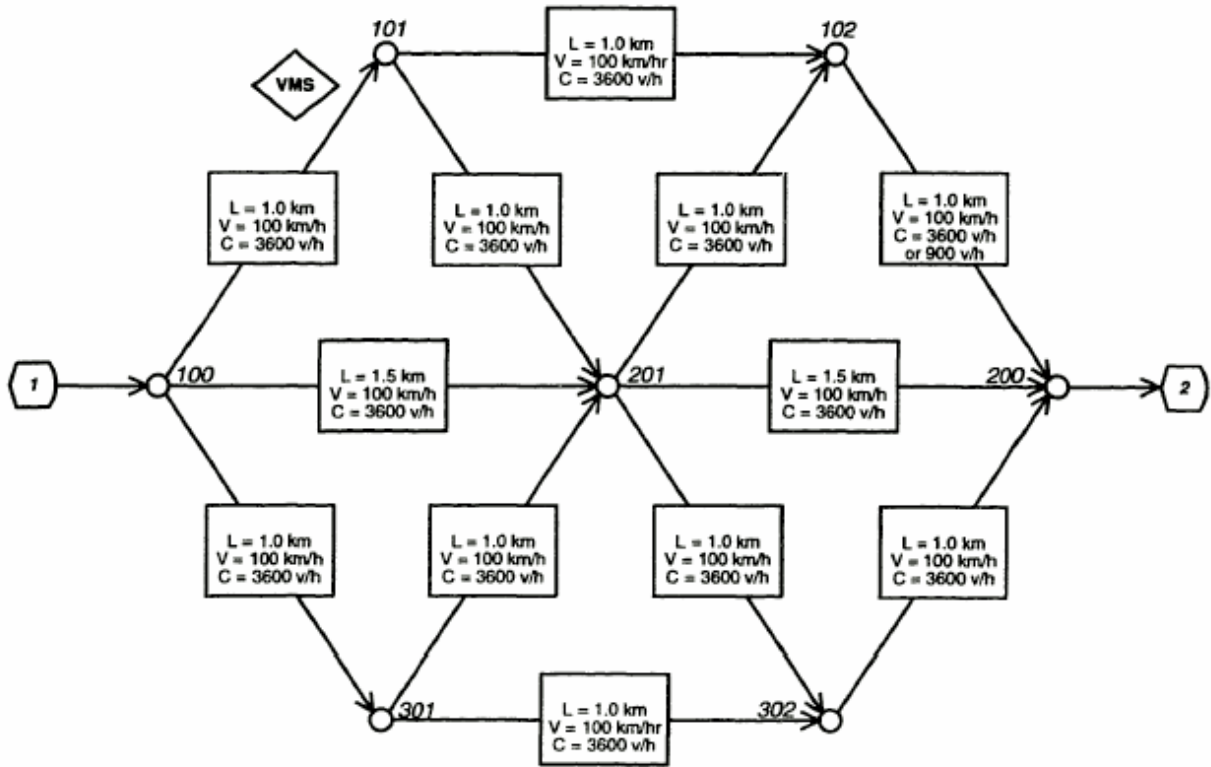 101
102
L = 1.0 km
V = 100 km/hr
C = 3600 v/h
VMS
L = 1.0 km
V = 100 km/h
C = 3600 v/h
L = 1.0 km
V = 100 km/h
C = 3600 v/h
L = 1.0 km
V = 100 km/h
C = 3600 v/h
L = 1.0 km
V = 100 km/h
C = 3600 v/h
or 900 v/h
1
100
L = 1.5 km
V = 100 km/h
C = 3600 v/h
201
L = 1.5 km
V = 100 km/h
C = 3600 v/h
200
2
L = 1.0 km
V = 100 km/h
C = 3600 v/h
L = 1.0 km
V = 100 km/h
C = 3600 v/h
L = 1.0 km
V = 100 km/h
C = 3600 v/h
L = 1.0 km
V = 100 km/h
C = 3600 v/h
301
L = 1.0 km
V = 100 km/hr
C = 3600 v/h
302